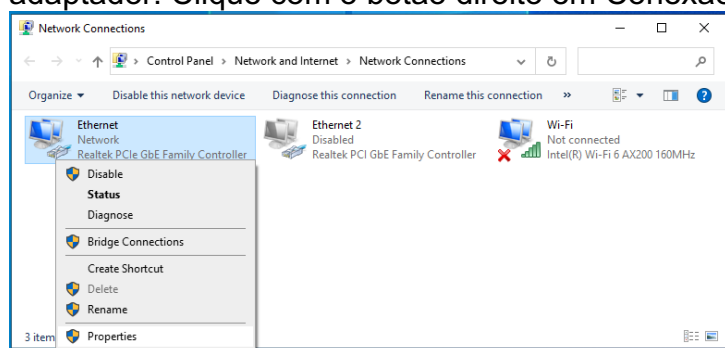 adaptador. Clique com o botão direito em Conexão
Network Connections
Control Panel > Network and Internet > Network Connections
Organize Disable this network device Diagnose this connection Rename this connection »
Ethernet
Network
Realtek PCIe GbE Family Controller
Ethernet 2
Disabled
Realtek PCI GbE Family Controller
Wi-Fi
Not connected
Intel(R) Wi-Fi 6 AX200 160MHz
Disable
Status
Diagnose
Bridge Connections
Create Shortcut
Delete
Rename
Properties
3 item